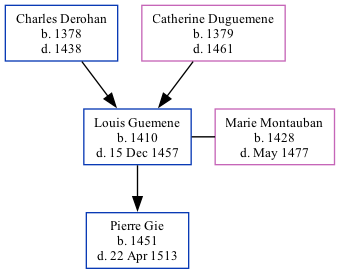 Charles Derohan
b. 1378
d. 1438
Catherine Duguemene
b. 1379
d. 1461
Louis Guemene
b. 1410
d. 15 Dec 1457
Marie Montauban
b. 1428
d. May 1477
Pierre Gie
b. 1451
d. 22 Apr 1513